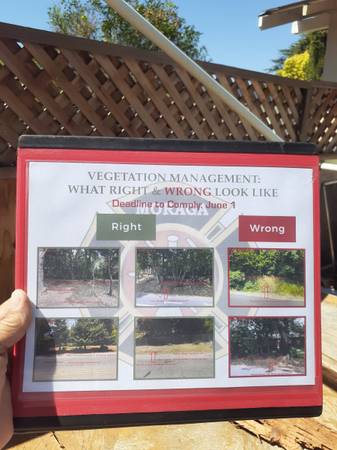 VEGETATION MANAGEMENT:
WHAT RIGHT & WRONG LOOK LIKE
Deadline to Comply: June 1
MORAGA
Right
Wrong